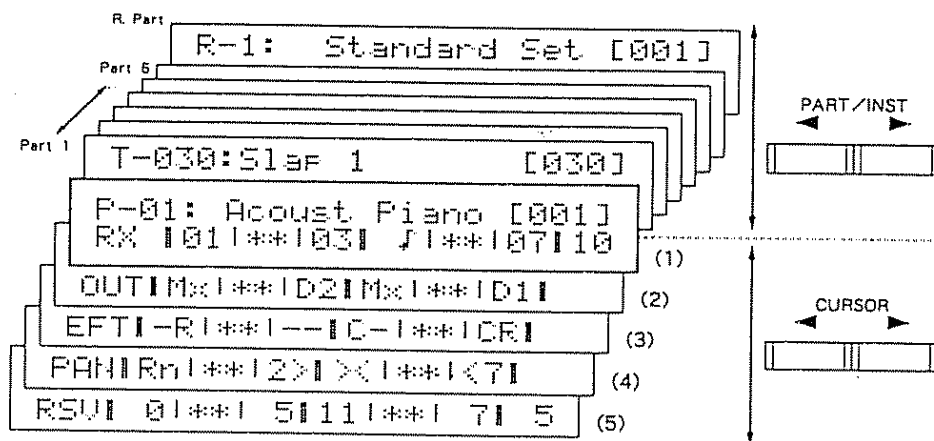 R. Part
R-1: Standard Set [001]
Part 6
Part 1
T-030:Slap 1 [030]
P-01: Acoust Piano [001]
RX ▮01|**|03▮ ♪|**|07▮10
(1)
OUT▮Mx|**|D2▮Mx|**|D1▮
(2)
EFT▮-R|**|--▮C-|**|CR▮
(3)
PAN▮Rn|**|2>▮><|**|<7▮
(4)
RSV▮ 0|**| 5▮11|**| 7▮ 5
(5)
PART/INST
CURSOR